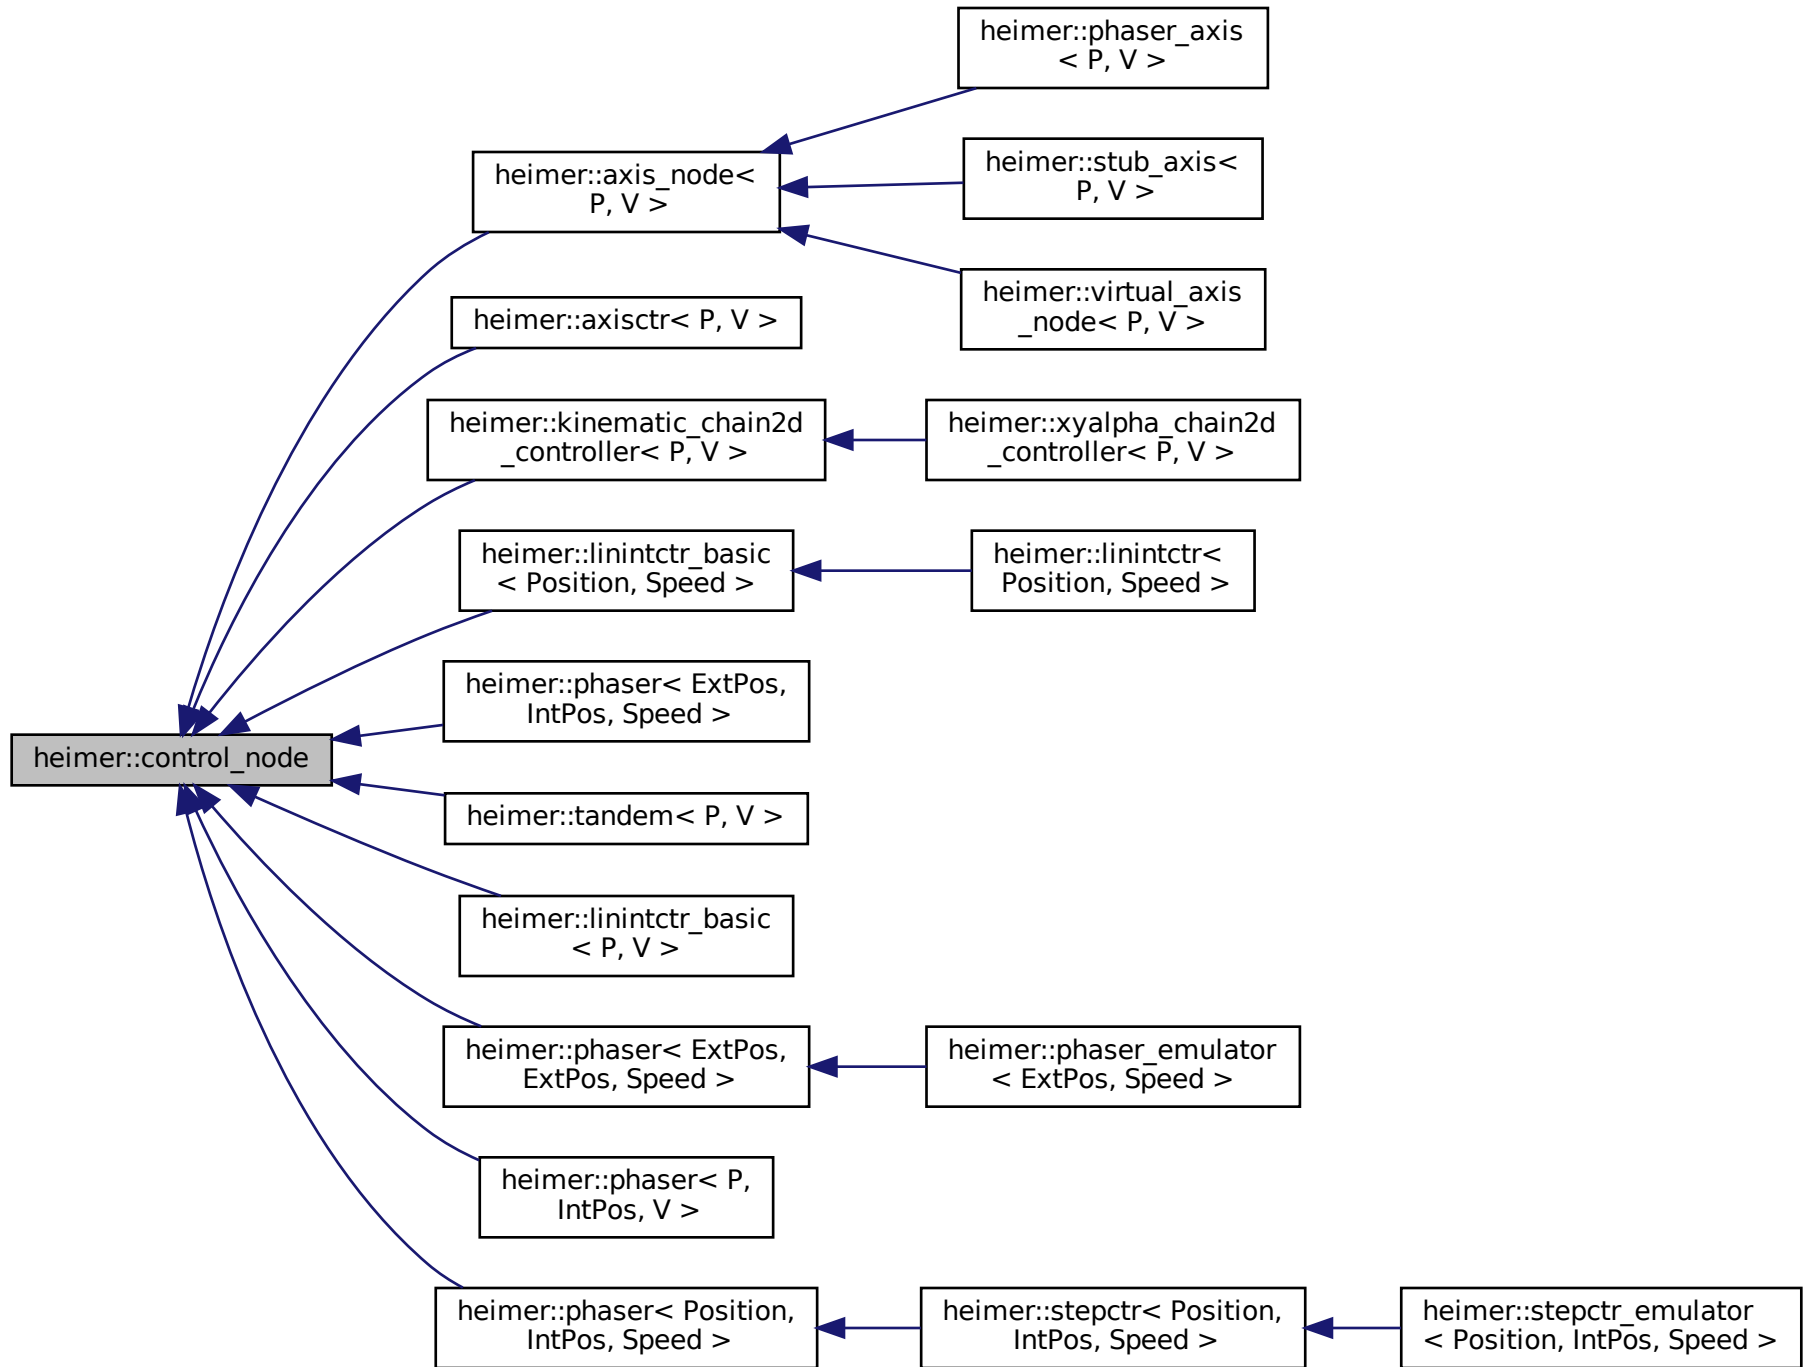 heimer::phaser_axis
< P, V >
heimer::axis_node<
P, V >
heimer::stub_axis<
P, V >
heimer::virtual_axis
_node< P, V >
heimer::axisctr< P, V >
heimer::kinematic_chain2d
_controller< P, V >
heimer::xyalpha_chain2d
_controller< P, V >
heimer::linintctr_basic
< Position, Speed >
heimer::linintctr<
Position, Speed >
heimer::phaser< ExtPos,
IntPos, Speed >
heimer::control_node
heimer::tandem< P, V >
heimer::linintctr_basic
< P, V >
heimer::phaser< ExtPos,
ExtPos, Speed >
heimer::phaser_emulator
< ExtPos, Speed >
heimer::phaser< P,
IntPos, V >
heimer::phaser< Position,
IntPos, Speed >
heimer::stepctr< Position,
IntPos, Speed >
heimer::stepctr_emulator
< Position, IntPos, Speed >